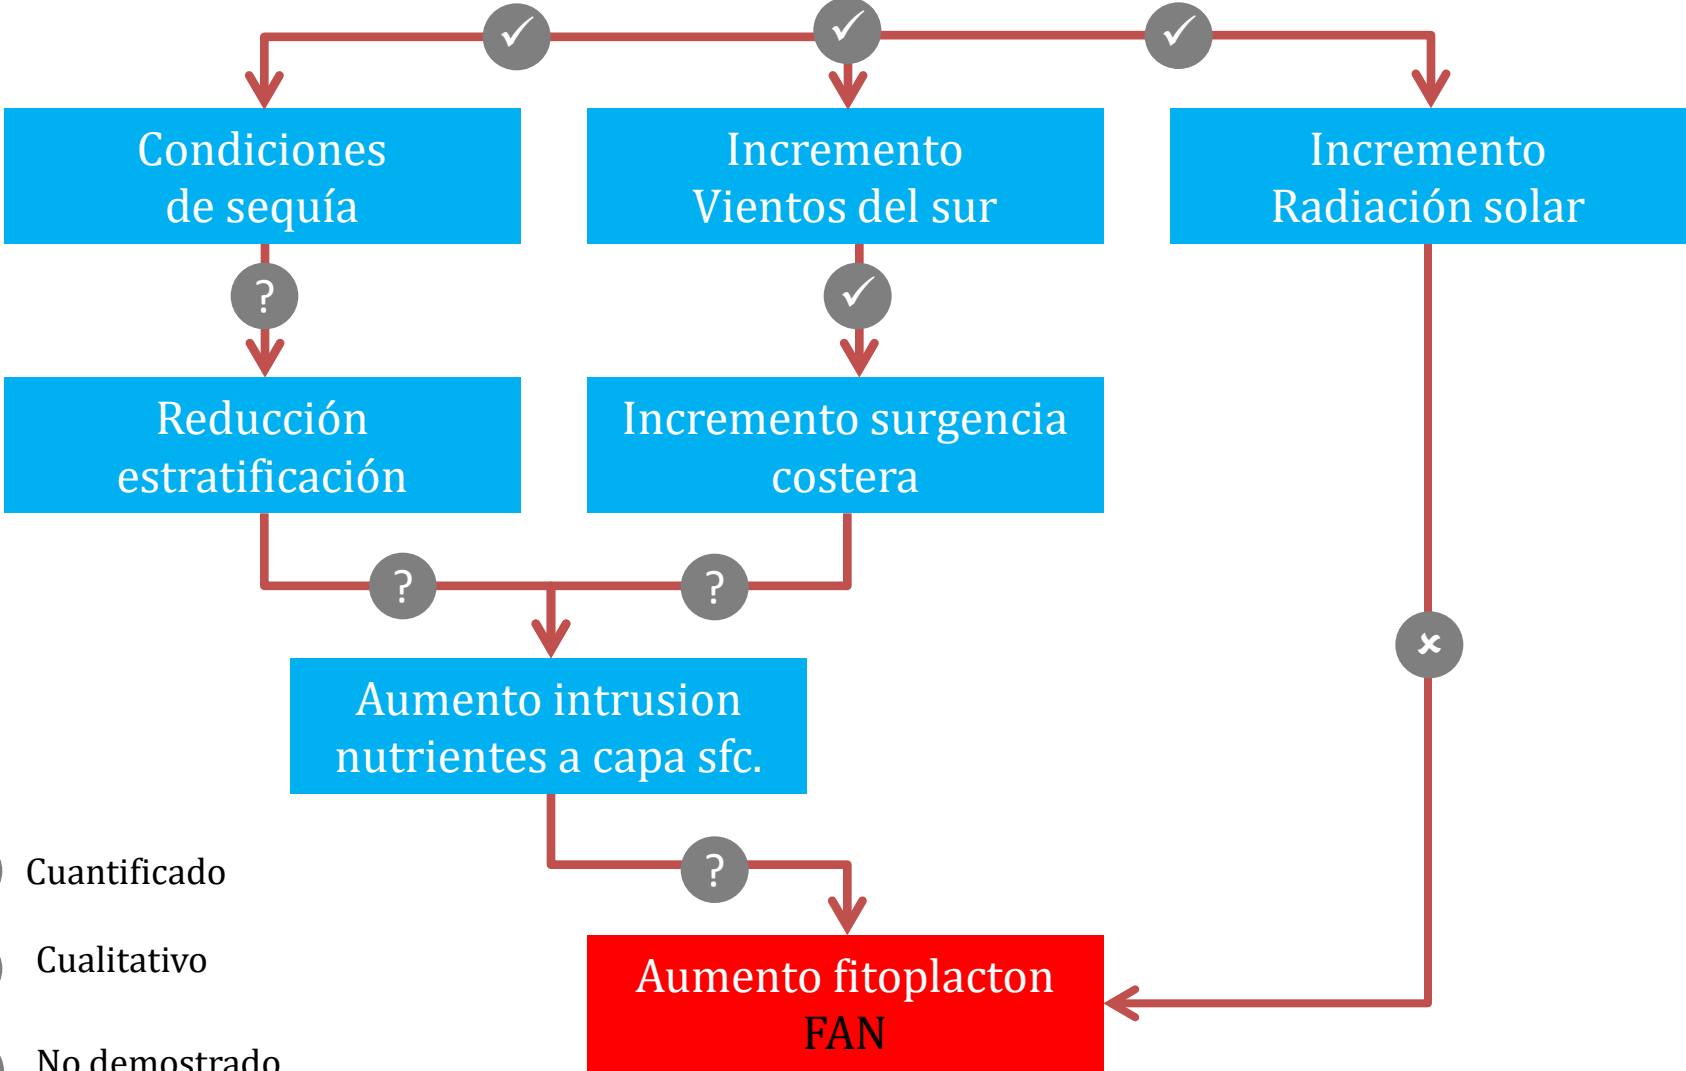 Condiciones
de sequía
Incremento
Vientos del sur
Incremento
Radiación solar
?
Reducción
estratificación
Incremento surgencia
costera
?
?
Aumento intrusion
nutrientes a capa sfc.
?
Cuantificado
Cualitativo
No demostrado
Aumento fitoplacton
FAN